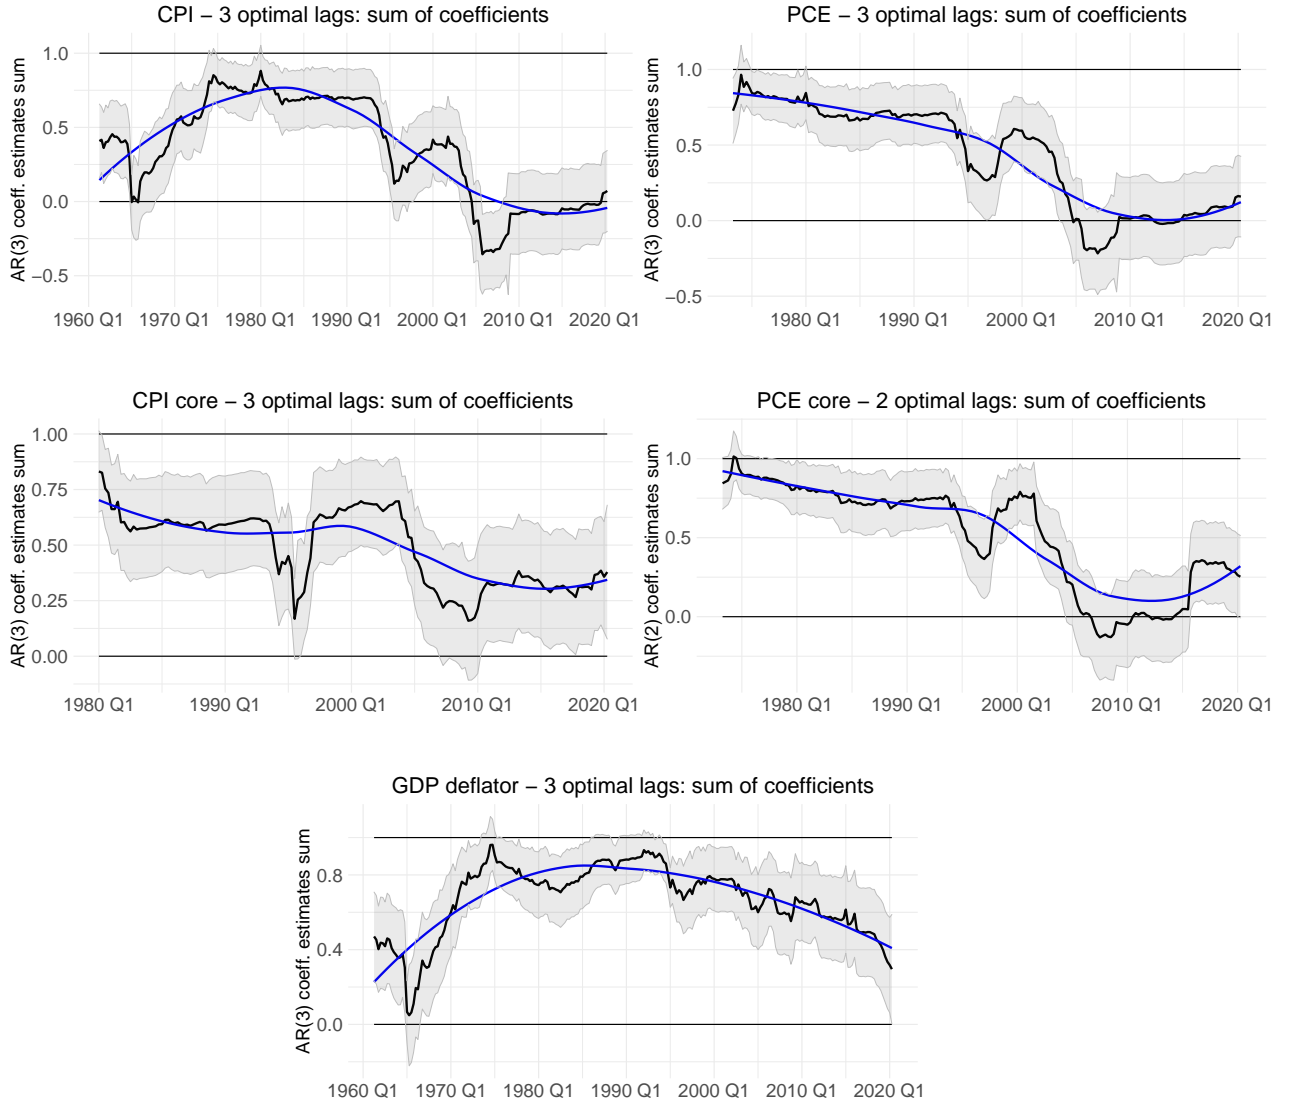 CPI − 3 optimal lags: sum of coefficients
AR(3) coeff. estimates sum
1.0
0.5
0.0
−0.5
1960 Q1 1970 Q1 1980 Q1 1990 Q1 2000 Q1 2010 Q1 2020 Q1
PCE − 3 optimal lags: sum of coefficients
AR(3) coeff. estimates sum
1.0
0.5
0.0
−0.5
1980 Q1 1990 Q1 2000 Q1 2010 Q1 2020 Q1
CPI core − 3 optimal lags: sum of coefficients
AR(3) coeff. estimates sum
1.00
0.75
0.50
0.25
0.00
1980 Q1 1990 Q1 2000 Q1 2010 Q1 2020 Q1
PCE core − 2 optimal lags: sum of coefficients
AR(2) coeff. estimates sum
1.0
0.5
0.0
1980 Q1 1990 Q1 2000 Q1 2010 Q1 2020 Q1
GDP deflator − 3 optimal lags: sum of coefficients
AR(3) coeff. estimates sum
0.8
0.4
0.0
1960 Q1 1970 Q1 1980 Q1 1990 Q1 2000 Q1 2010 Q1 2020 Q1